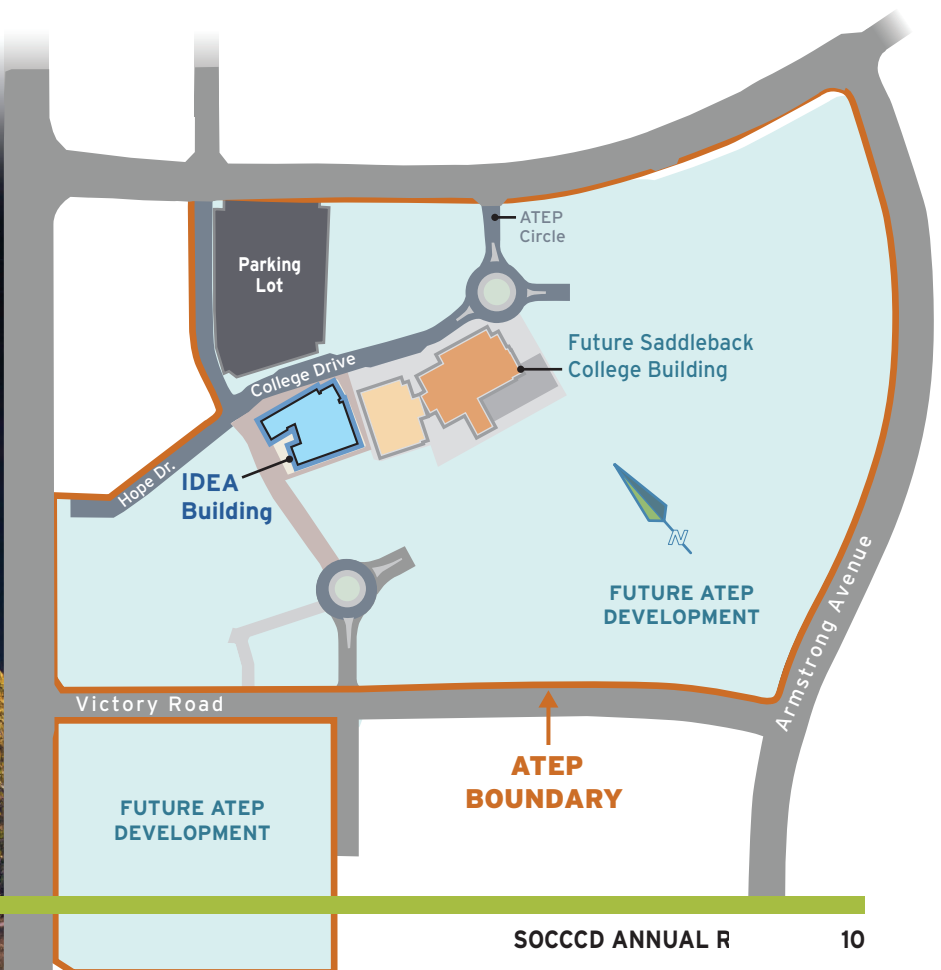 ATEP
Circle
Parking
Lot
Future Saddleback
College Building
College Drive
Hope Dr.
IDEA
Building
N
FUTURE ATEP
DEVELOPMENT
Armstrong Avenue
Victory Road
ATEP
BOUNDARY
FUTURE ATEP
DEVELOPMENT
SOCCCD ANNUAL
10